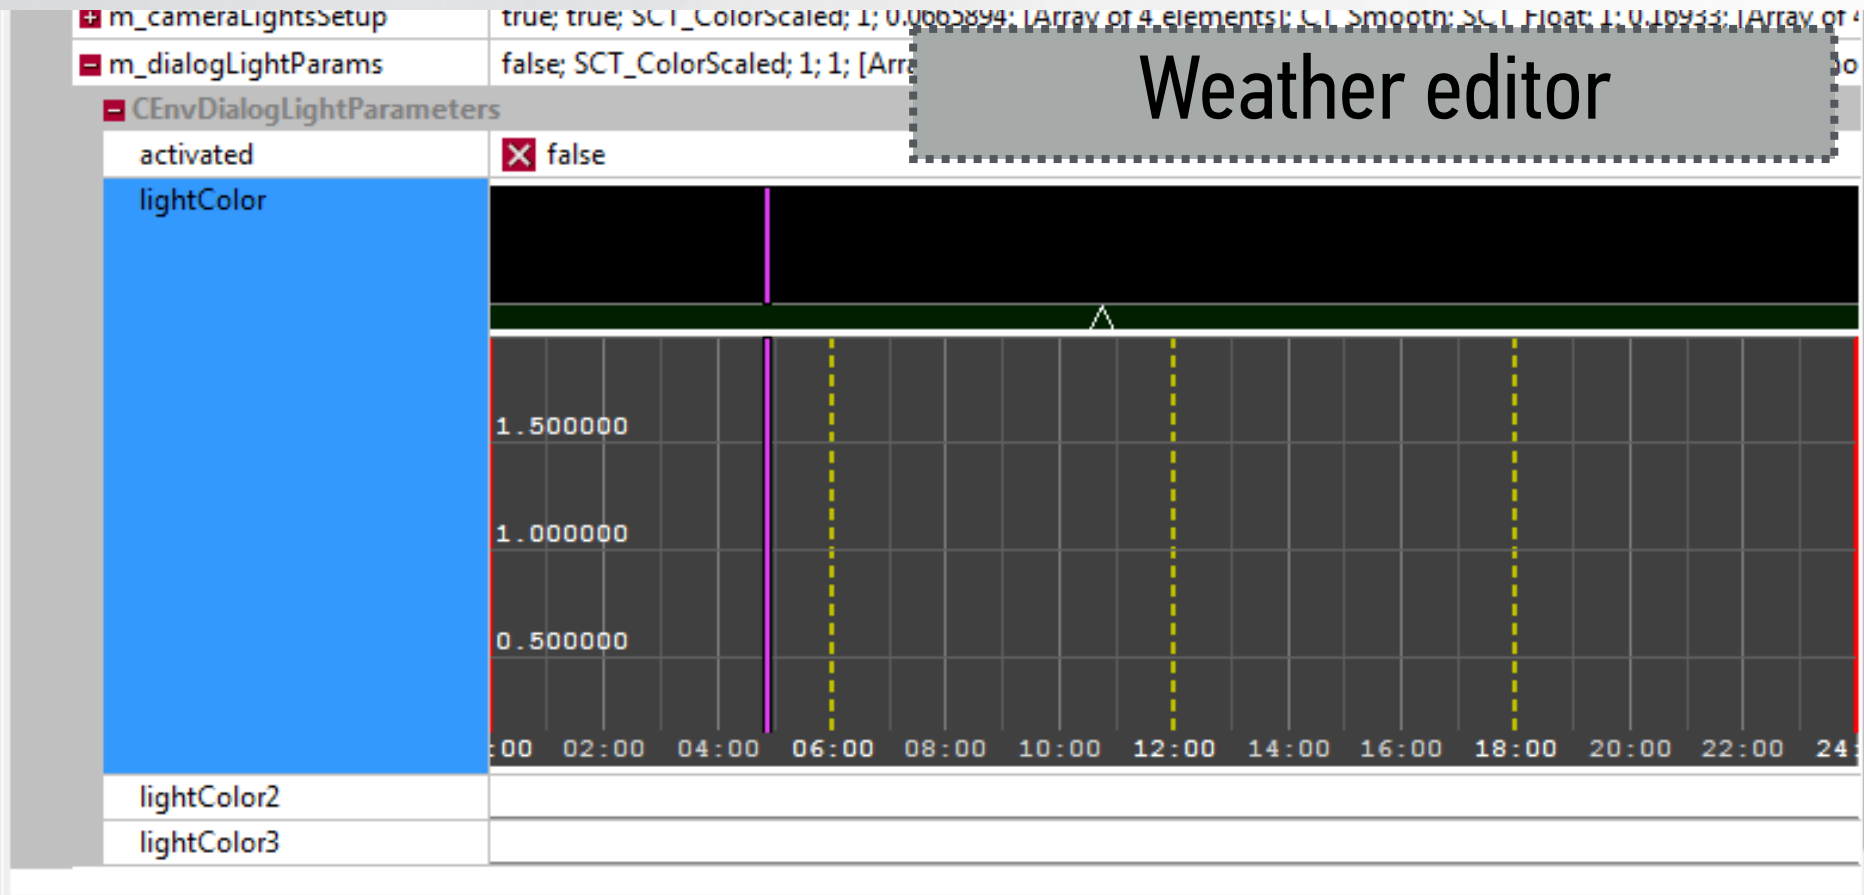 m_cameraLightsSetup true; true; SCT_ColorScaled; 1; 0.0665894; [Array of 4 elements]; CT_Smooth; SCT_Float; 1; 0.16933; [Array of 4
m_dialogLightParams false; SCT_ColorScaled; 1; 1; [Arra
Weather editor
CEnvDialogLightParameters
activated false
lightColor
1.500000
1.000000
0.500000
:00 02:00 04:00 06:00 08:00 10:00 12:00 14:00 16:00 18:00 20:00 22:00 24:
lightColor2
lightColor3